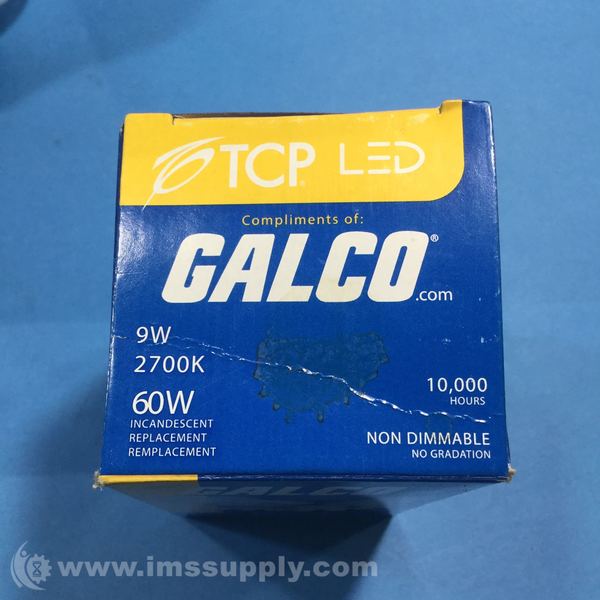 TCP® LED
Compliments of:
GALCO®
.com
9W
2700K
60W
INCANDESCENT
REPLACEMENT
REMPLACEMENT
10,000
HOURS
NON DIMMABLE
NO GRADATION
GALCO
www.imssupply.com